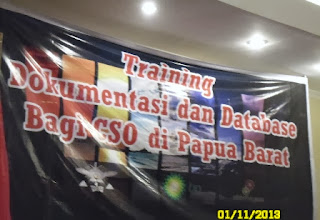 Training
Dokumentasi dan Database
Bagi CSO di Papua Barat
01/11/2013